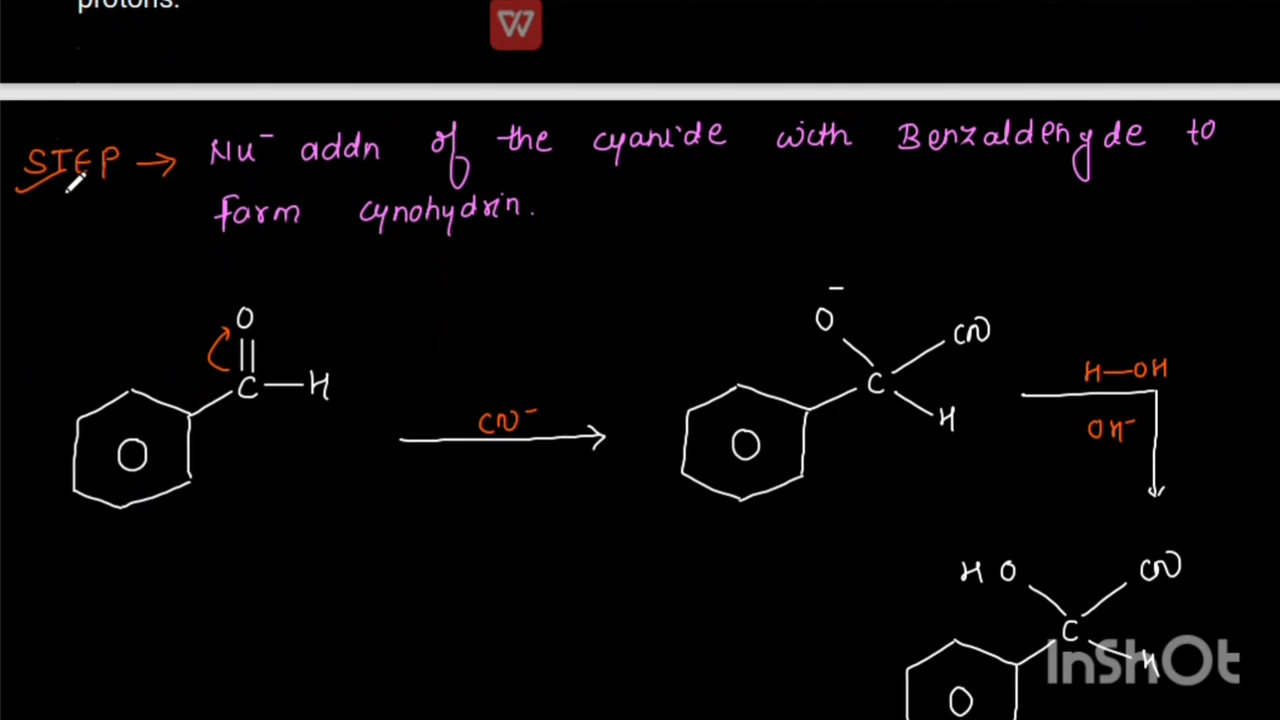 protons.
STEP → Nu⁻ addn of the cyanide with Benzaldehyde to
form cynohydrin.
O
C—H
CN⁻
O⁻
CN
C
H
H—OH
OH⁻
HO
CN
C
H
InShOt